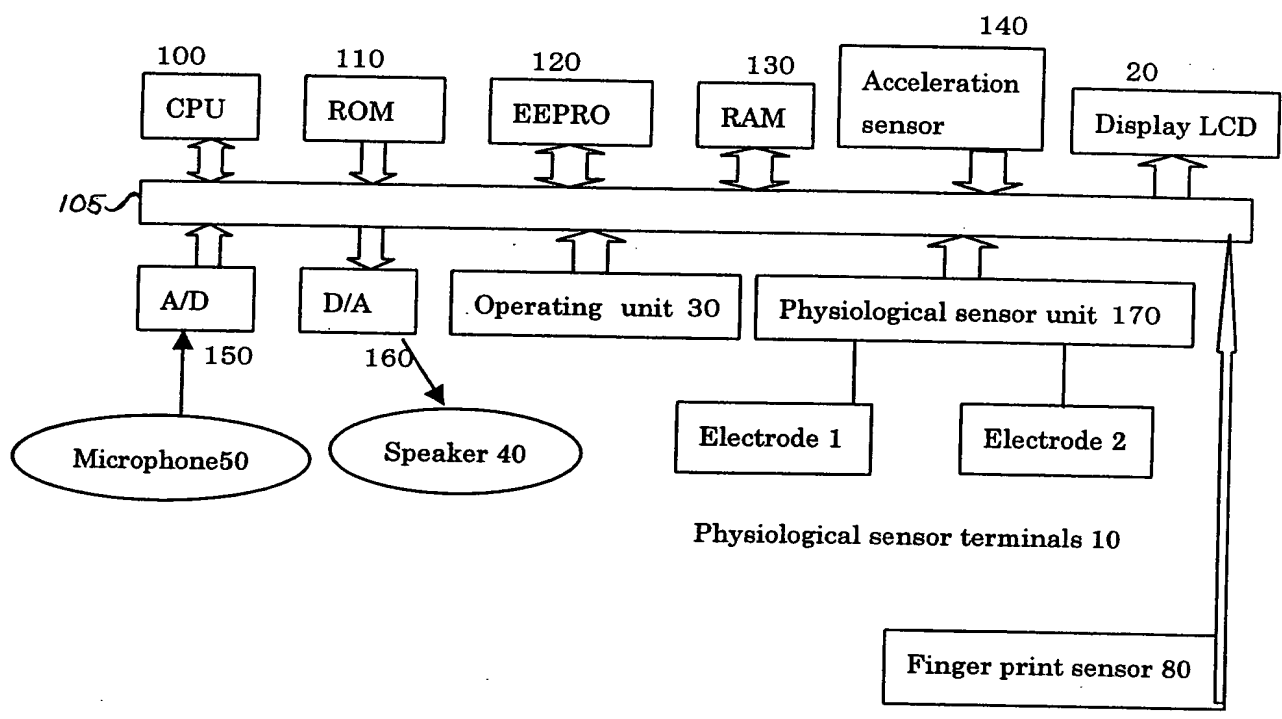 100
110
120
130
140
20
CPU
ROM
EEPRO
RAM
Acceleration
sensor
Display LCD
105
A/D
D/A
Operating unit 30
Physiological sensor unit 170
150
160
Microphone50
Speaker 40
Electrode 1
Electrode 2
Physiological sensor terminals 10
Finger print sensor 80